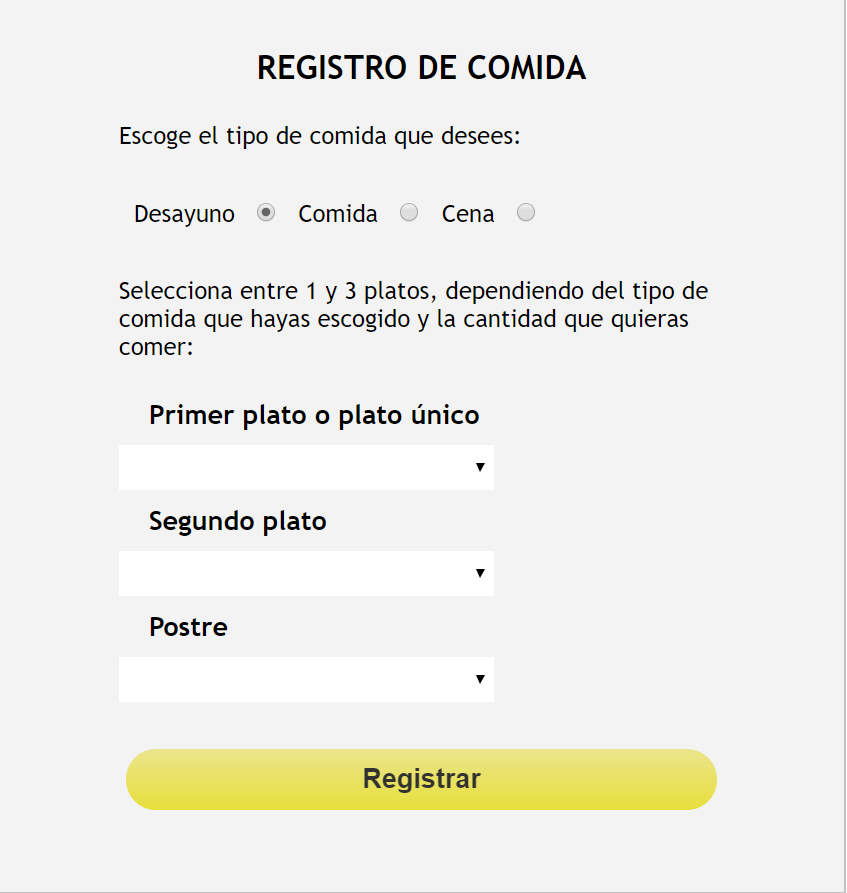 REGISTRO DE COMIDA
Escoge el tipo de comida que desees:
Desayuno Comida Cena
Selecciona entre 1 y 3 platos, dependiendo del tipo de
comida que hayas escogido y la cantidad que quieras
comer:
Primer plato o plato único
Segundo plato
Postre
Registrar